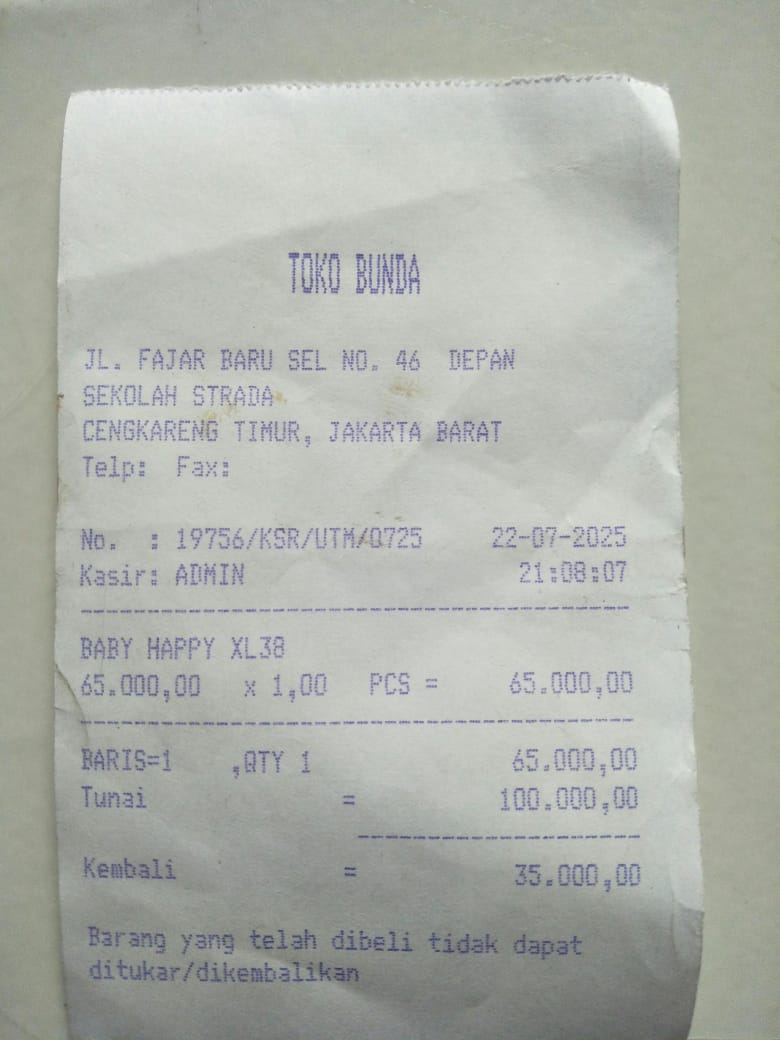 TOKO BUNDA
JL. FAJAR BARU SEL NO. 46 DEPAN
SEKOLAH STRADA
CENGKARENG TIMUR, JAKARTA BARAT
Telp: Fax:
No. : 19756/KSR/UTM/0725 22-07-2025
Kasir: ADMIN 21:08:07
BABY HAPPY XL38
65.000,00 x 1,00 PCS = 65.000,00
BARIS=1 ,QTY 1 65.000,00
Tunai = 100.000,00
Kembali = 35.000,00
Barang yang telah dibeli tidak dapat
ditukar/dikembalikan